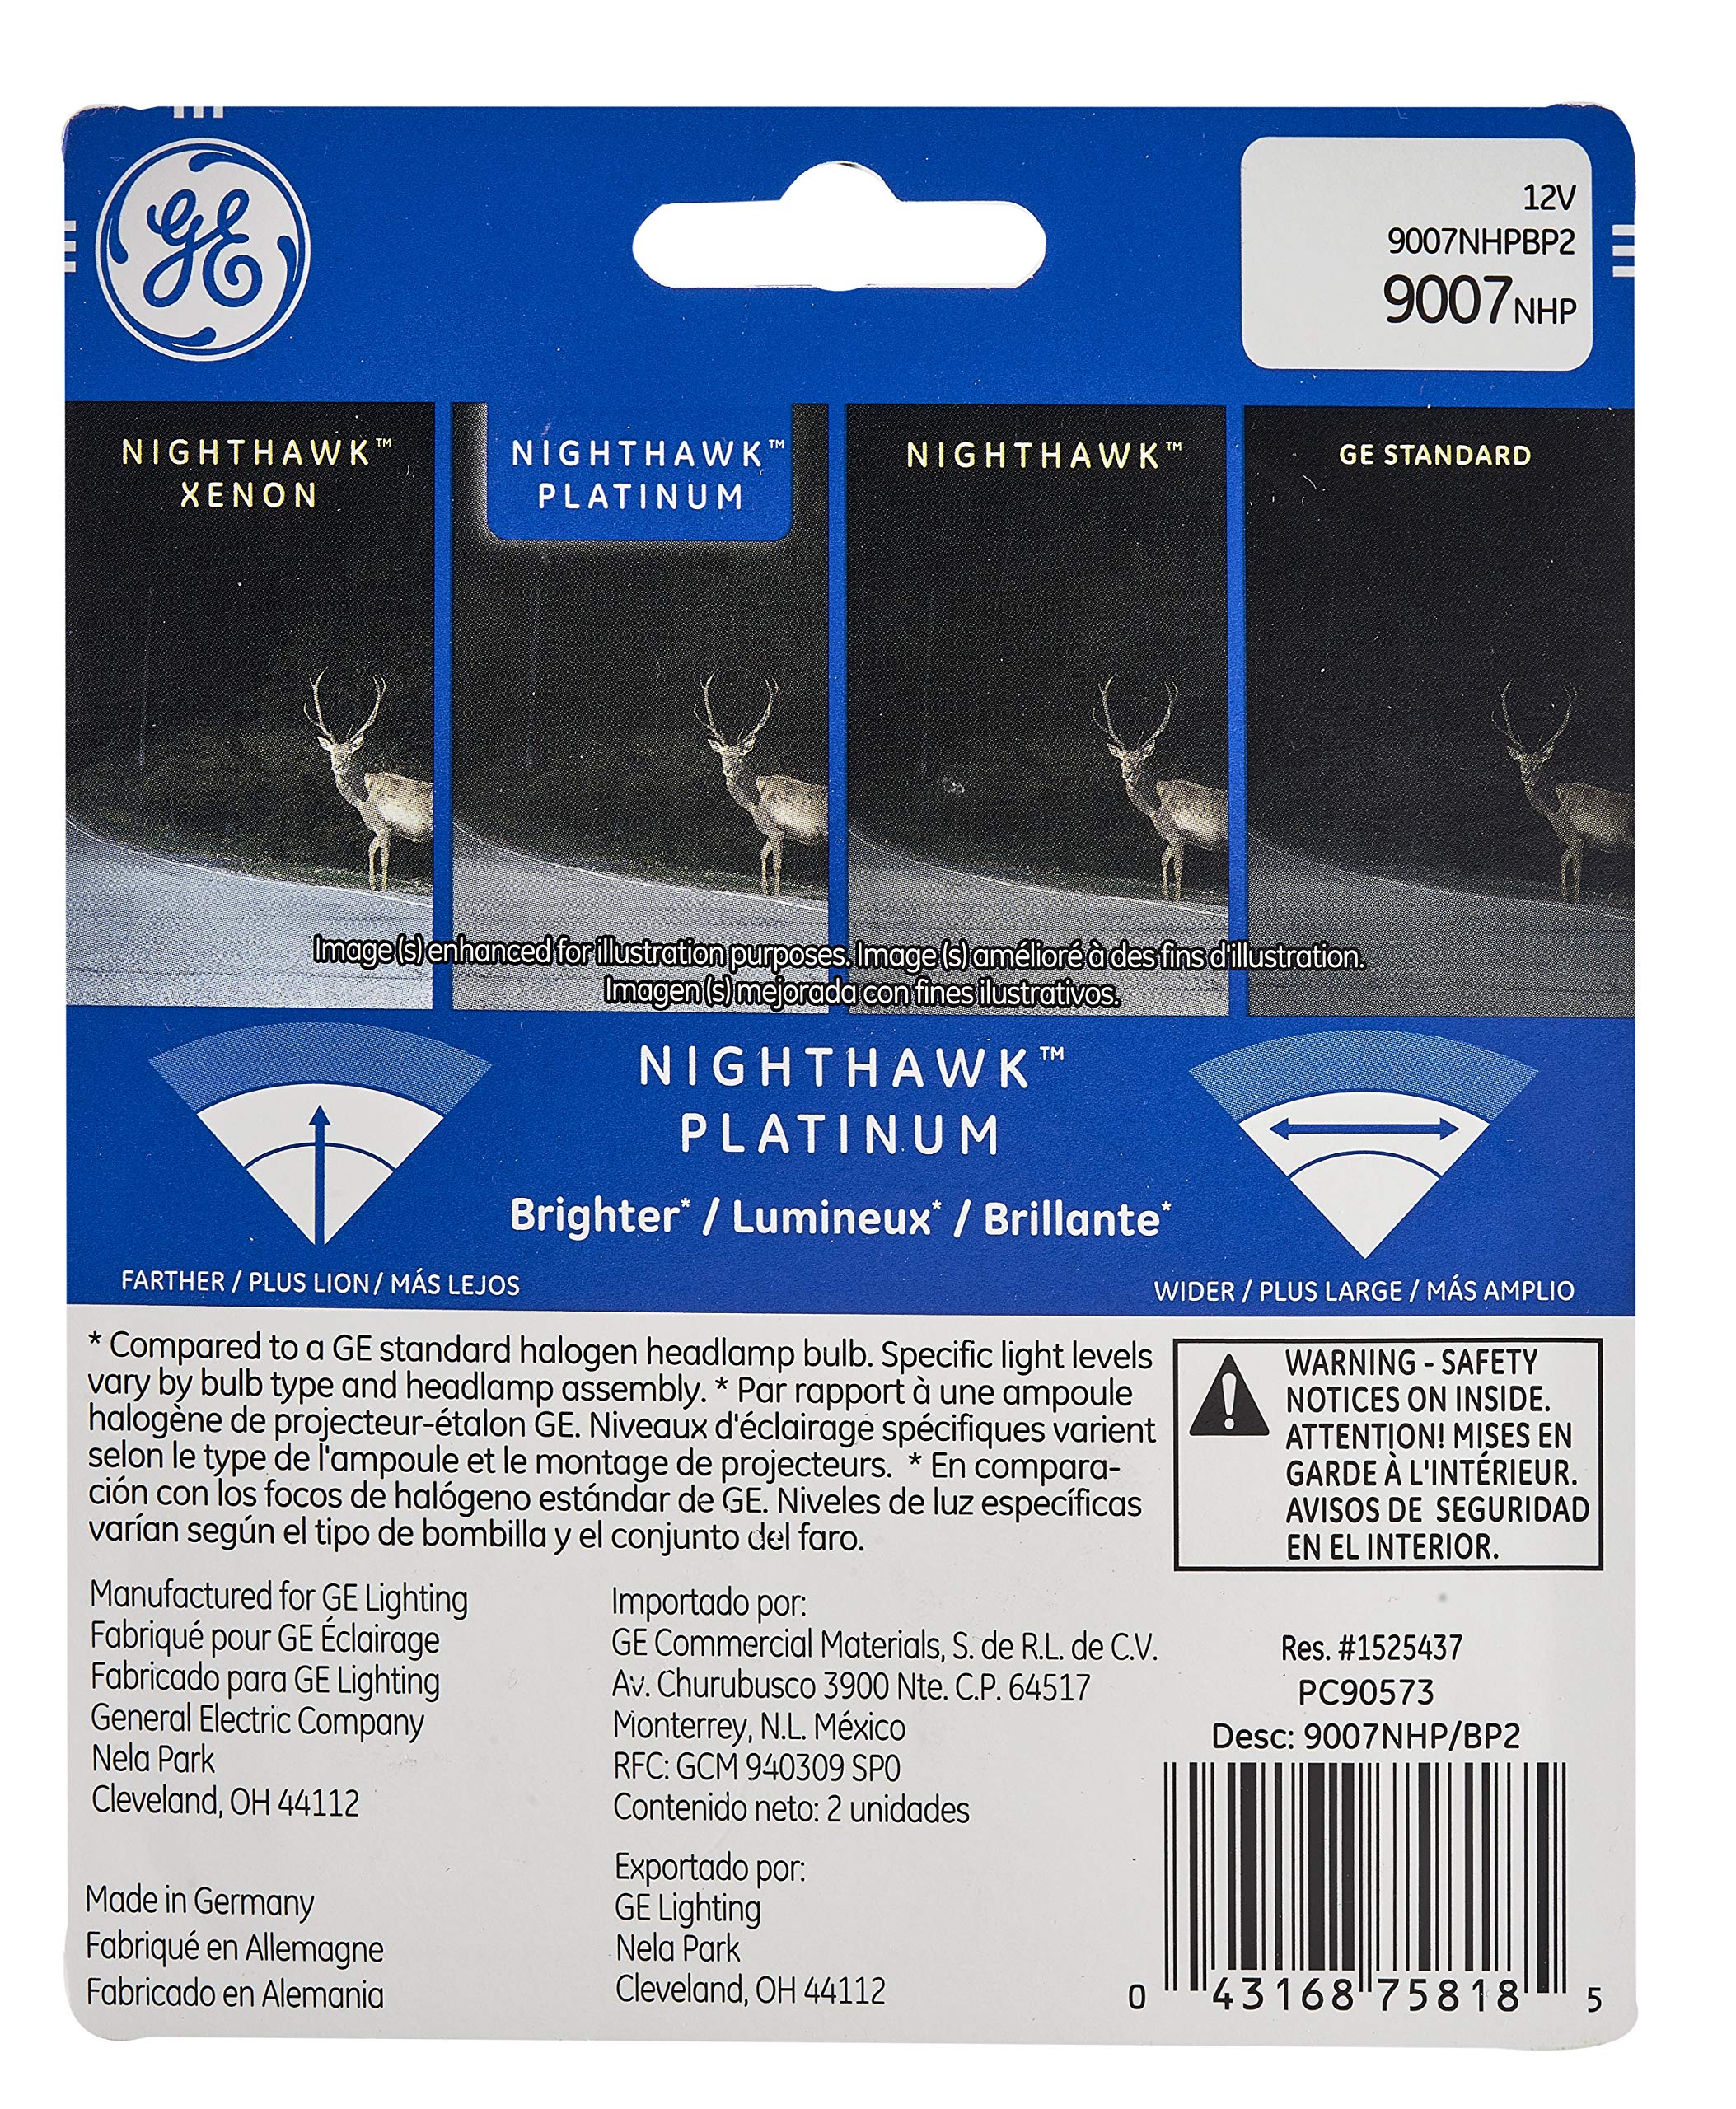 GE
12V
9007NHPBP2
9007NHP
NIGHTHAWK™
XENON
NIGHTHAWK™
PLATINUM
NIGHTHAWK™
GE STANDARD
Image(s) enhanced for illustration purposes. Image (s) amélioré à des fins d'illustration.
Imagen(s) mejorada con fines ilustrativos.
NIGHTHAWK™
PLATINUM
Brighter* / Lumineux* / Brillante*
FARTHER / PLUS LION / MÁS LEJOS
WIDER / PLUS LARGE / MÁS AMPLIO
* Compared to a GE standard halogen headlamp bulb. Specific light levels
vary by bulb type and headlamp assembly. * Par rapport à une ampoule
halogène de projecteur-étalon GE. Niveaux d'éclairage spécifiques varient
selon le type de l'ampoule et le montage de projecteurs. * En compara-
ción con los focos de halógeno estándar de GE. Niveles de luz específicas
varían según el tipo de bombilla y el conjunto del faro.
WARNING - SAFETY
NOTICES ON INSIDE.
ATTENTION! MISES EN
GARDE À L'INTÉRIEUR.
AVISOS DE SEGURIDAD
EN EL INTERIOR.
Manufactured for GE Lighting
Fabriqué pour GE Éclairage
Fabricado para GE Lighting
General Electric Company
Nela Park
Cleveland, OH 44112
Made in Germany
Fabriqué en Allemagne
Fabricado en Alemania
Importado por:
GE Commercial Materials, S. de R.L. de C.V.
Av. Churubusco 3900 Nte. C.P. 64517
Monterrey, N.L. México
RFC: GCM 940309 SP0
Contenido neto: 2 unidades
Exportado por:
GE Lighting
Nela Park
Cleveland, OH 44112
Res. #1525437
PC90573
Desc: 9007NHP/BP2
0 43168 75818 5